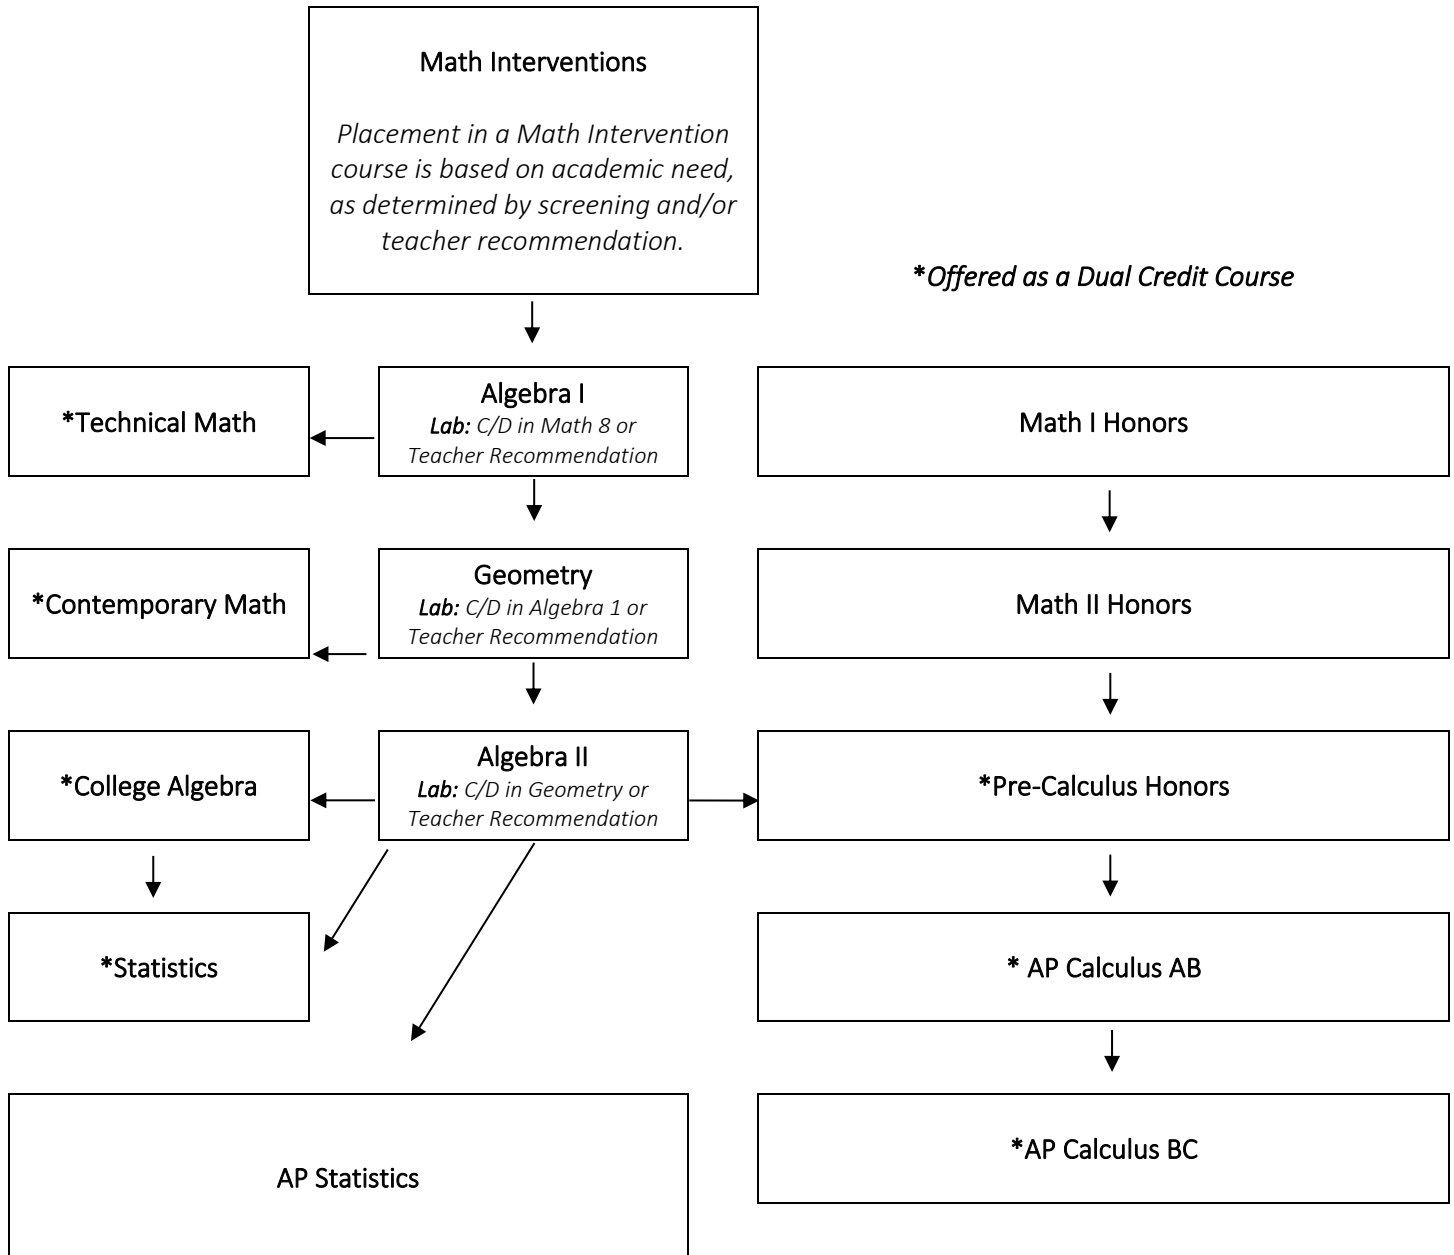 Math Interventions
Placement in a Math Intervention
course is based on academic need,
as determined by screening and/or
teacher recommendation.
*Offered as a Dual Credit Course
*Technical Math
Algebra I
Lab: C/D in Math 8 or
Teacher Recommendation
Math I Honors
*Contemporary Math
Geometry
Lab: C/D in Algebra 1 or
Teacher Recommendation
Math II Honors
*College Algebra
Algebra II
Lab: C/D in Geometry or
Teacher Recommendation
*Pre-Calculus Honors
*Statistics
* AP Calculus AB
AP Statistics
*AP Calculus BC